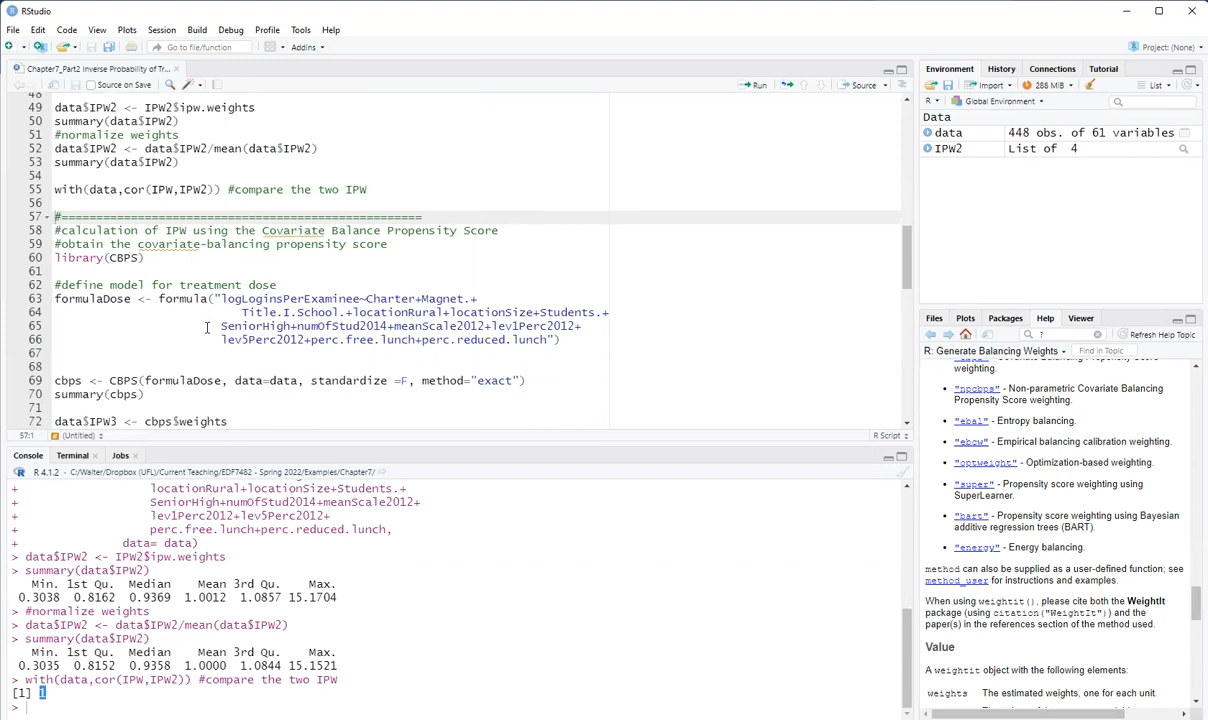 RStudio
File Edit Code View Plots Session Build Debug Profile Tools Help
Go to file/function Addins Project: (None)
Chapter7_Part2 Inverse Probability of Tr...
Source on Save Run Source
48
49 data$IPW2 <- IPW2$ipw.weights
50 summary(data$IPW2)
51 #normalize weights
52 data$IPW2 <- data$IPW2/mean(data$IPW2)
53 summary(data$IPW2)
54
55 with(data,cor(IPW,IPW2)) #compare the two IPW
56
57 #====================================================
58 #calculation of IPW using the Covariate Balance Propensity Score
59 #obtain the covariate-balancing propensity score
60 library(CBPS)
61
62 #define model for treatment dose
63 formulaDose <- formula("logLoginsPerExaminee~Charter+Magnet.+
64 Title.I.School.+locationRural+locationSize+Students.+
65 SeniorHigh+numOfStud2014+meanScale2012+lev1Perc2012+
66 lev5Perc2012+perc.free.lunch+perc.reduced.lunch")
67
68
69 cbps <- CBPS(formulaDose, data=data, standardize =F, method="exact")
70 summary(cbps)
71
72 data$IPW3 <- cbps$weights
57:1 (Untitled) R Script
Console Terminal Jobs
R 4.1.2 · C:/Walter/Dropbox (UFL)/Current Teaching/EDF7482 - Spring 2022/Examples/Chapter7/
+ locationRural+locationSize+Students.+
+ SeniorHigh+numOfStud2014+meanScale2012+
+ lev1Perc2012+lev5Perc2012+
+ perc.free.lunch+perc.reduced.lunch,
+ data= data)
> data$IPW2 <- IPW2$ipw.weights
> summary(data$IPW2)
Min. 1st Qu. Median Mean 3rd Qu. Max.
0.3038 0.8162 0.9369 1.0012 1.0857 15.1704
> #normalize weights
> data$IPW2 <- data$IPW2/mean(data$IPW2)
> summary(data$IPW2)
Min. 1st Qu. Median Mean 3rd Qu. Max.
0.3035 0.8152 0.9358 1.0000 1.0844 15.1521
> with(data,cor(IPW,IPW2)) #compare the two IPW
[1] 1
>
Environment History Connections Tutorial
Import 288 MiB List
R Global Environment
Data
data 448 obs. of 61 variables
IPW2 List of 4
Files Plots Packages Help Viewer
? Refresh Help Topic
R: Generate Balancing Weights Find in Topic
weighting.
"npcbps" - Non-parametric Covariate Balancing
Propensity Score weighting.
"ebal" - Entropy balancing.
"ebcw" - Empirical balancing calibration weighting.
"optweight" - Optimization-based weighting.
"super" - Propensity score weighting using
SuperLearner.
"bart" - Propensity score weighting using Bayesian
additive regression trees (BART).
"energy" - Energy balancing.
method can also be supplied as a user-defined function; see
method_user for instructions and examples.
When using weightit(), please cite both the WeightIt
package (using citation("WeightIt")) and the
paper(s) in the references section of the method used.
Value
A weightit object with the following elements:
weights The estimated weights, one for each unit.